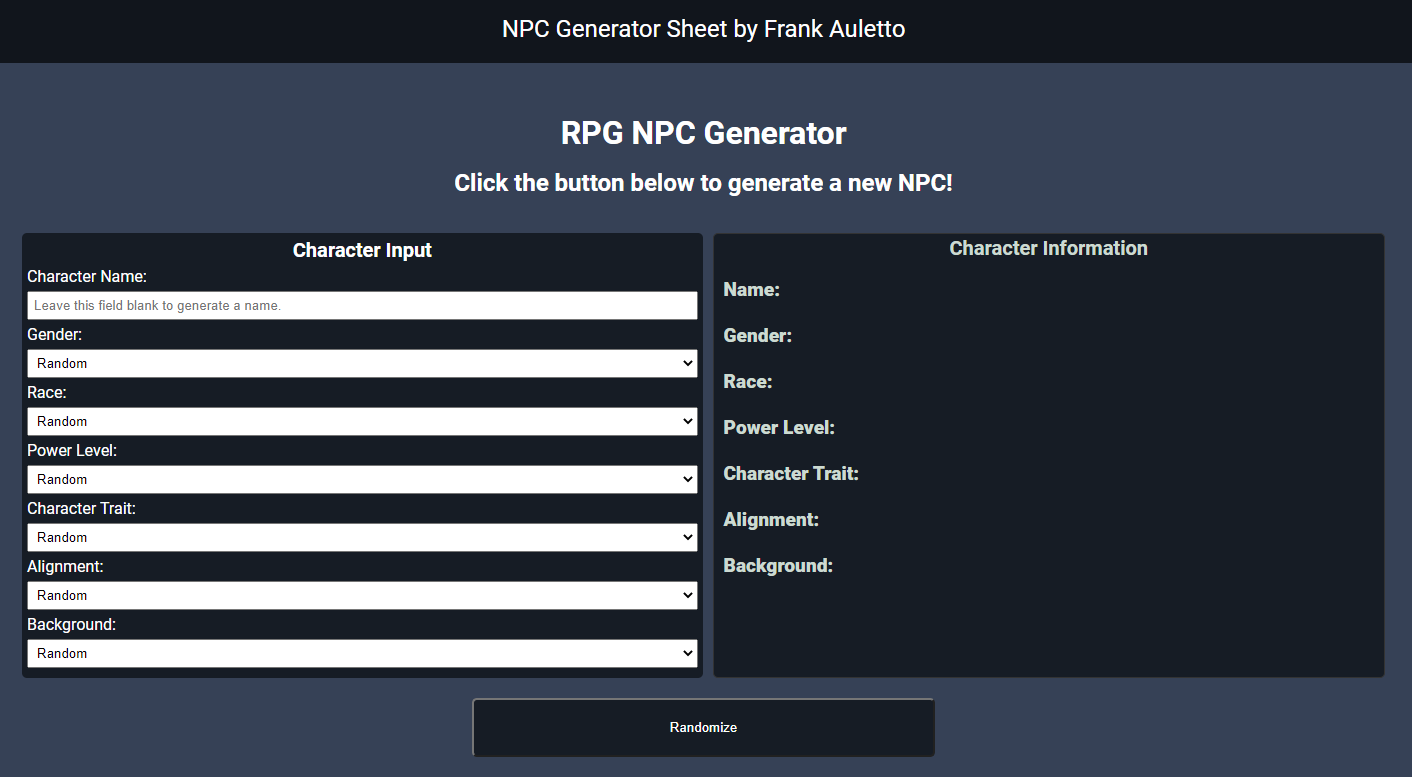 NPC Generator Sheet by Frank Auletto
RPG NPC Generator
Click the button below to generate a new NPC!
Character Input
Character Name:
Leave this field blank to generate a name.
Gender:
Random
Race:
Random
Power Level:
Random
Character Trait:
Random
Alignment:
Random
Background:
Random
Character Information
Name:
Gender:
Race:
Power Level:
Character Trait:
Alignment:
Background:
Randomize